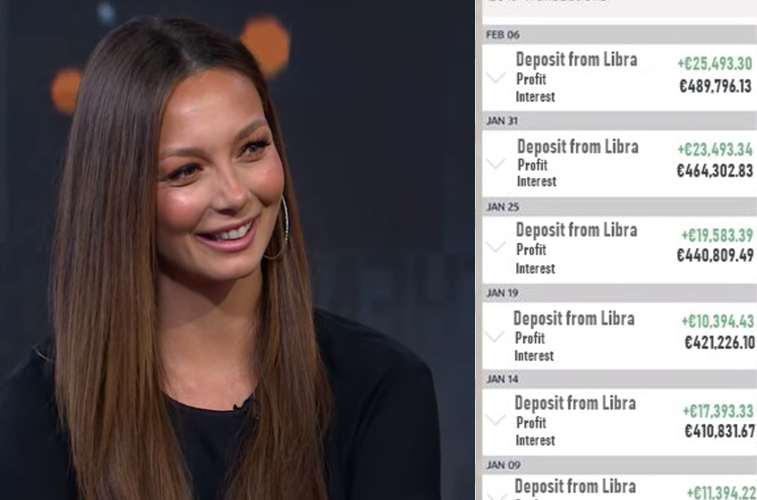 FEB 06
Deposit from Libra +€25,493.30
Profit €489,796.13
Interest
JAN 31
Deposit from Libra +€23,493.34
Profit €464,302.83
Interest
JAN 25
Deposit from Libra +€19,583.39
Profit €440,809.49
Interest
JAN 19
Deposit from Libra +€10,394.43
Profit €421,226.10
Interest
JAN 14
Deposit from Libra +€17,393.33
Profit €410,831.67
Interest
JAN 09
Deposit from Libra +€11,394.22